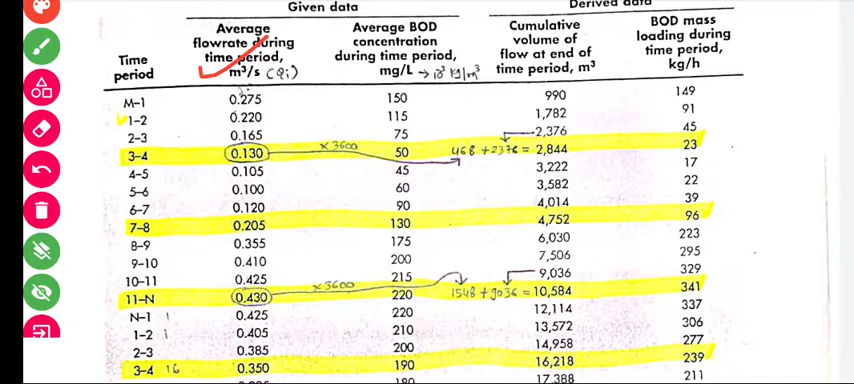 Given data Derived data
Time period Average flowrate during time period, m³/s (Qi) Average BOD concentration during time period, mg/L → 10³ kg/m³ Cumulative volume of flow at end of time period, m³ BOD mass loading during time period, kg/h
M–1 0.275 150 990 149
1–2 0.220 115 1,782 91
2–3 0.165 75 2,376 45
3–4 0.130 × 3600 50 468 + 2376 = 2,844 23
4–5 0.105 45 3,222 17
5–6 0.100 60 3,582 22
6–7 0.120 90 4,014 39
7–8 0.205 130 4,752 96
8–9 0.355 175 6,030 223
9–10 0.410 200 7,506 295
10–11 0.425 215 9,036 329
11–N 0.430 × 3600 220 1548 + 9036 = 10,584 341
N–1 0.425 220 12,114 337
1–2 0.405 210 13,572 306
2–3 0.385 200 14,958 277
3–4 16 0.350 190 16,218 239
180 17,388 211